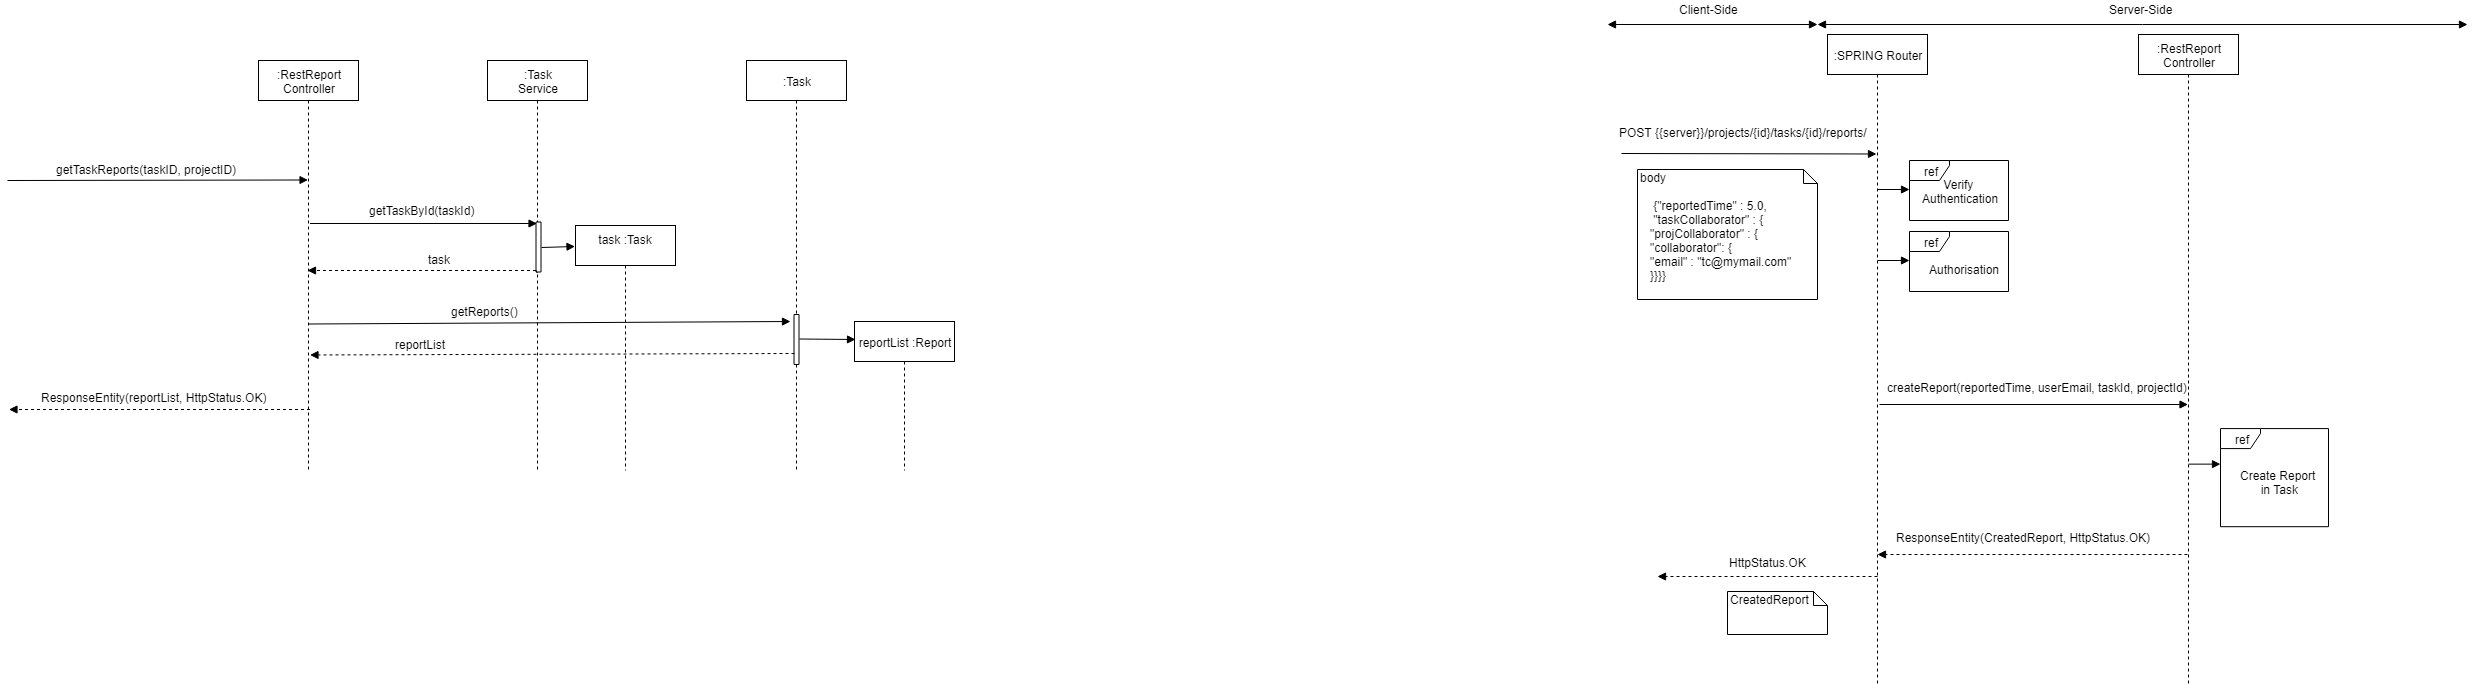 :RestReport
Controller
:Task
Service
:Task
getTaskReports(taskID, projectID)
getTaskById(taskId)
task :Task
task
getReports()
reportList :Report
reportList
ResponseEntity(reportList, HttpStatus.OK)
Client-Side
Server-Side
:SPRING Router
:RestReport
Controller
POST {{server}}/projects/{id}/tasks/{id}/reports/
ref
Verify
Authentication
body
{"reportedTime" : 5.0,
"taskCollaborator" : {
"projCollaborator" : {
"collaborator": {
"email" : "tc@mymail.com"
}}}}
ref
Authorisation
createReport(reportedTime, userEmail, taskId, projectId)
ref
Create Report
in Task
ResponseEntity(CreatedReport, HttpStatus.OK)
HttpStatus.OK
CreatedReport